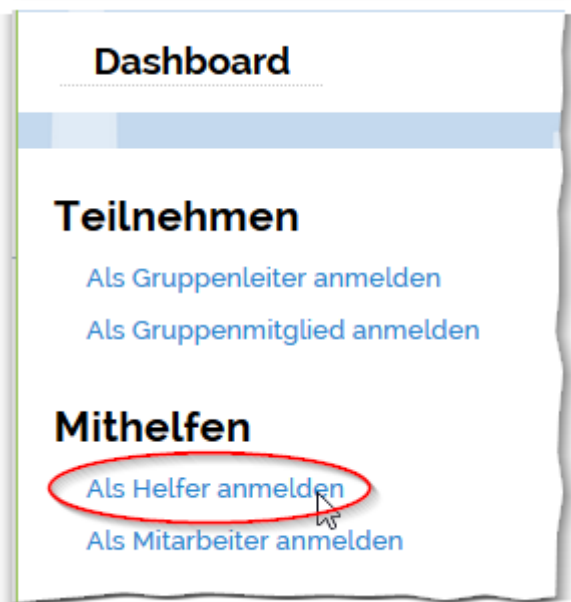 Dashboard
Teilnehmen
Als Gruppenleiter anmelden
Als Gruppenmitglied anmelden
Mithelfen
Als Helfer anmelden
Als Mitarbeiter anmelden